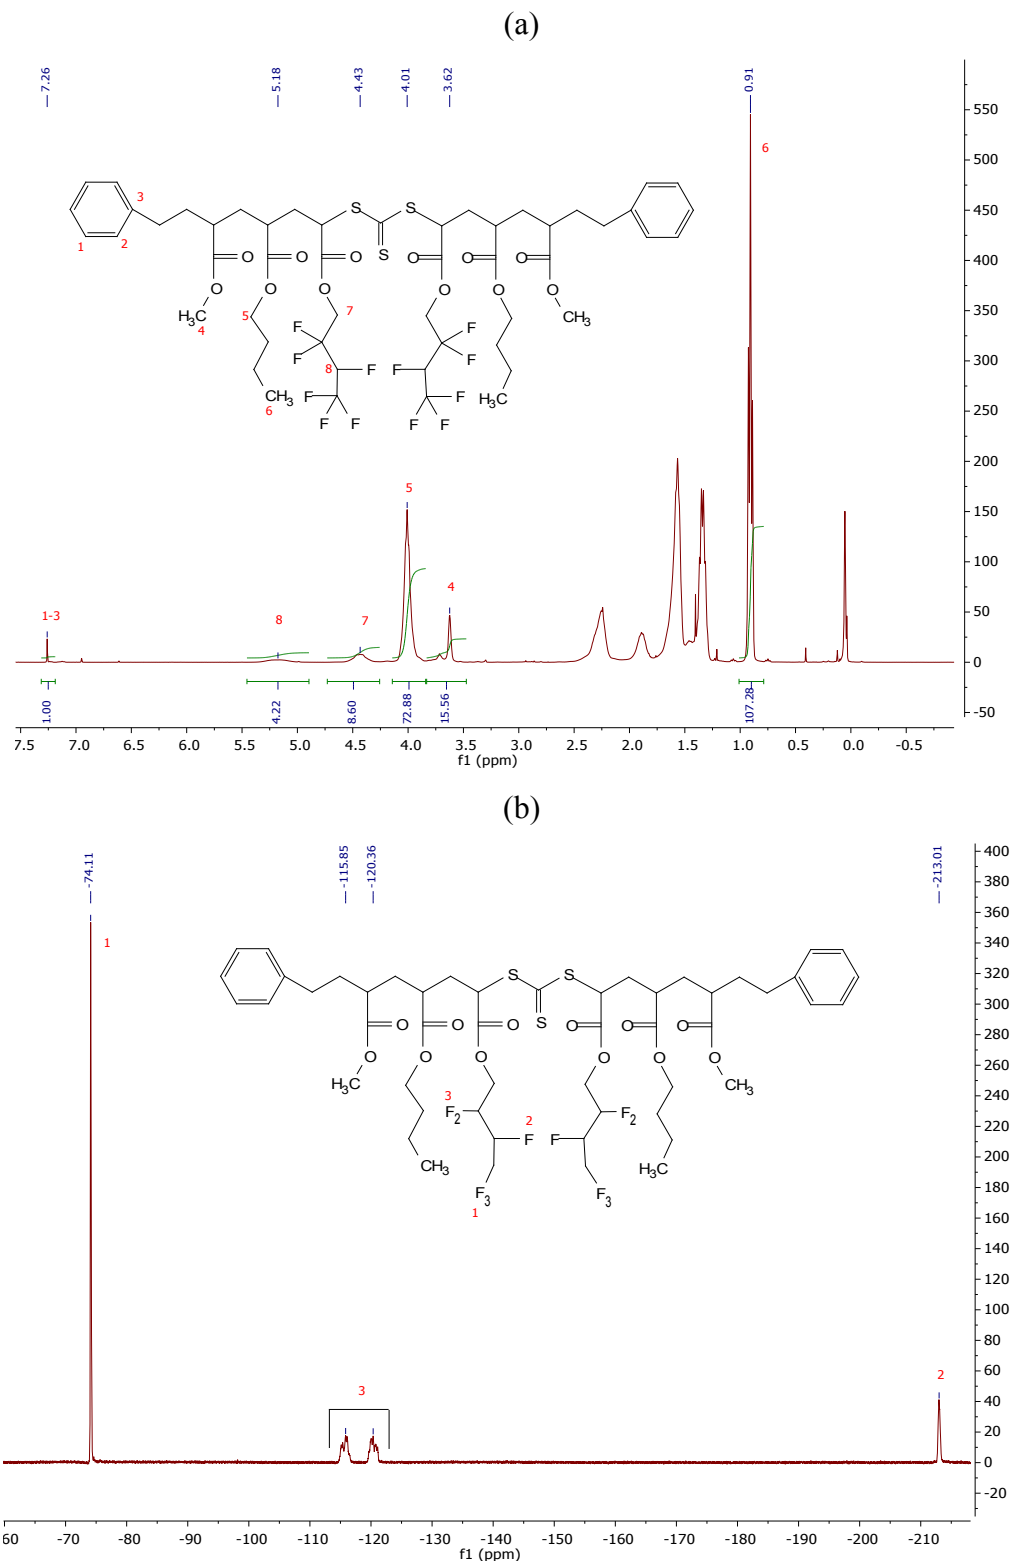 (a)
7.26
5.18
4.43
4.01
3.62
0.91
550
500
450
400
350
300
250
200
150
100
50
0
-50
6
3
1
2
S
S
S
O
O
O
O
O
O
O
O
O
O
O
O
H3C
4
5
7
CH3
F
F
F
F
8
F
F
F
F
F
F
F
F
CH3
6
H3C
5
4
1-3
8
7
1.00
4.22
8.60
72.88
15.56
107.28
7.5 7.0 6.5 6.0 5.5 5.0 4.5 4.0 3.5 3.0 2.5 2.0 1.5 1.0 0.5 0.0 -0.5
f1 (ppm)
(b)
-74.11
-115.85
-120.36
-213.01
400
380
360
340
320
300
280
260
240
220
200
180
160
140
120
100
80
60
40
20
0
-20
1
S
S
S
O
O
O
O
O
O
O
O
O
O
O
O
H3C
CH3
3
F2
2
F
F
F2
CH3
H3C
F3
F3
1
3
2
60 -70 -80 -90 -100 -110 -120 -130 -140 -150 -160 -170 -180 -190 -200 -210
f1 (ppm)